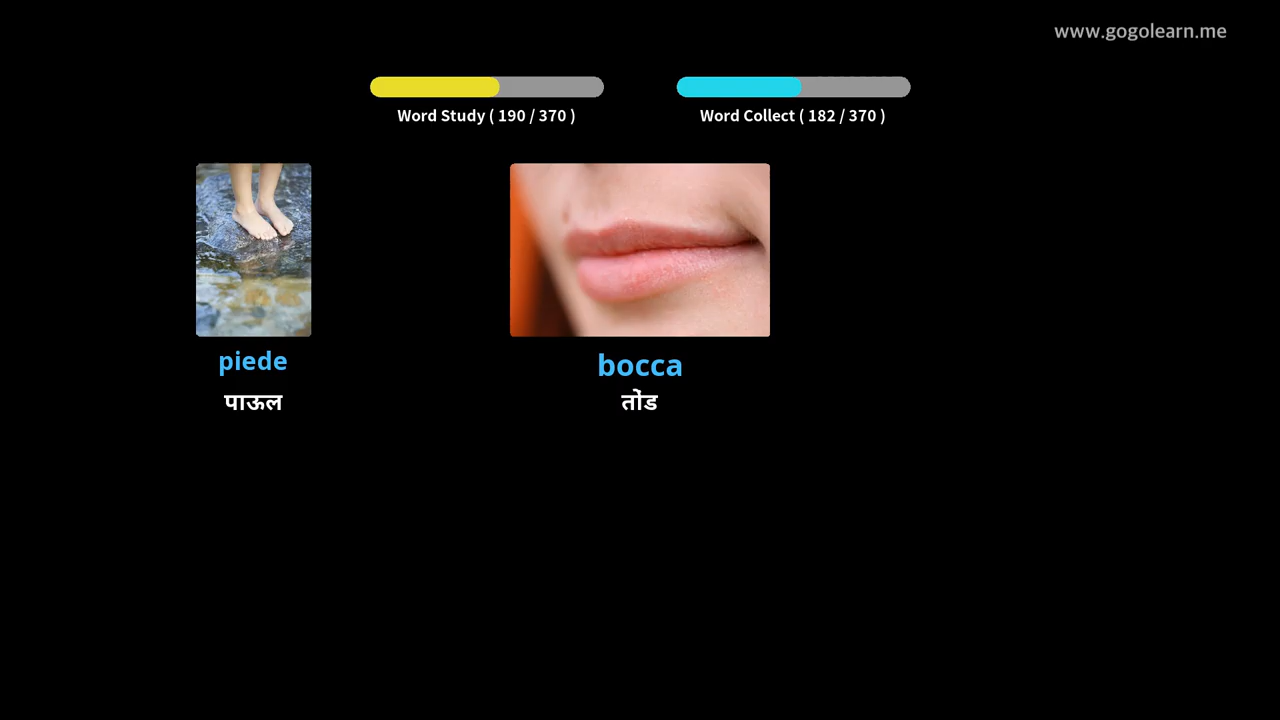 www.gogolearn.me
Word Study ( 190 / 370 )
Word Collect ( 182 / 370 )
piede
पाऊल
bocca
तोंड